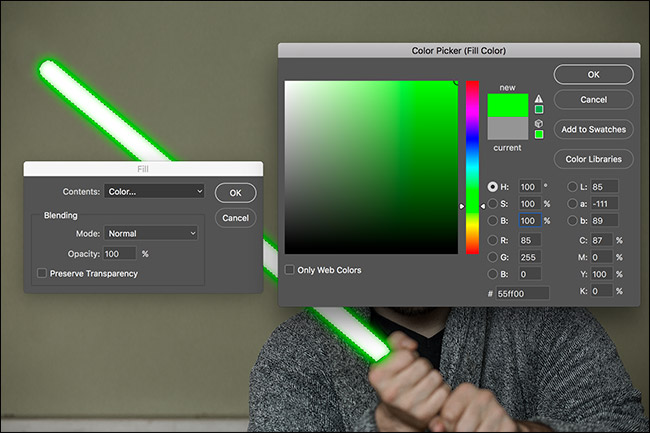 Color Picker (Fill Color)
new
current
OK
Cancel
Add to Swatches
Color Libraries
H: 100 °
S: 100 %
B: 100 %
R: 85
G: 255
B: 0
L: 85
a: -111
b: 89
C: 87 %
M: 0 %
Y: 100 %
K: 0 %
# 55ff00
Only Web Colors
Fill
Contents: Color...
OK
Cancel
Blending
Mode: Normal
Opacity: 100 %
Preserve Transparency